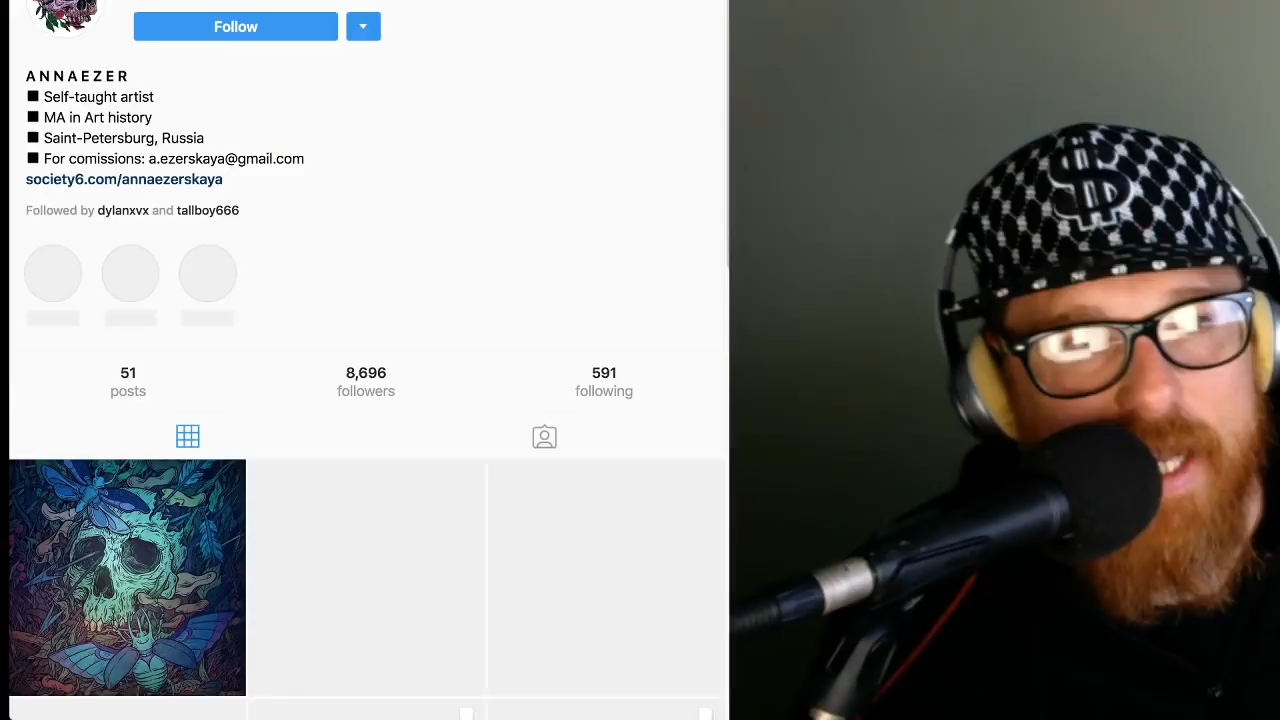 Follow
ANNAEZER
■ Self-taught artist
■ MA in Art history
■ Saint-Petersburg, Russia
■ For comissions: a.ezerskaya@gmail.com
society6.com/annaezerskaya
Followed by dylanxvx and tallboy666
51 8,696 591
posts followers following
$